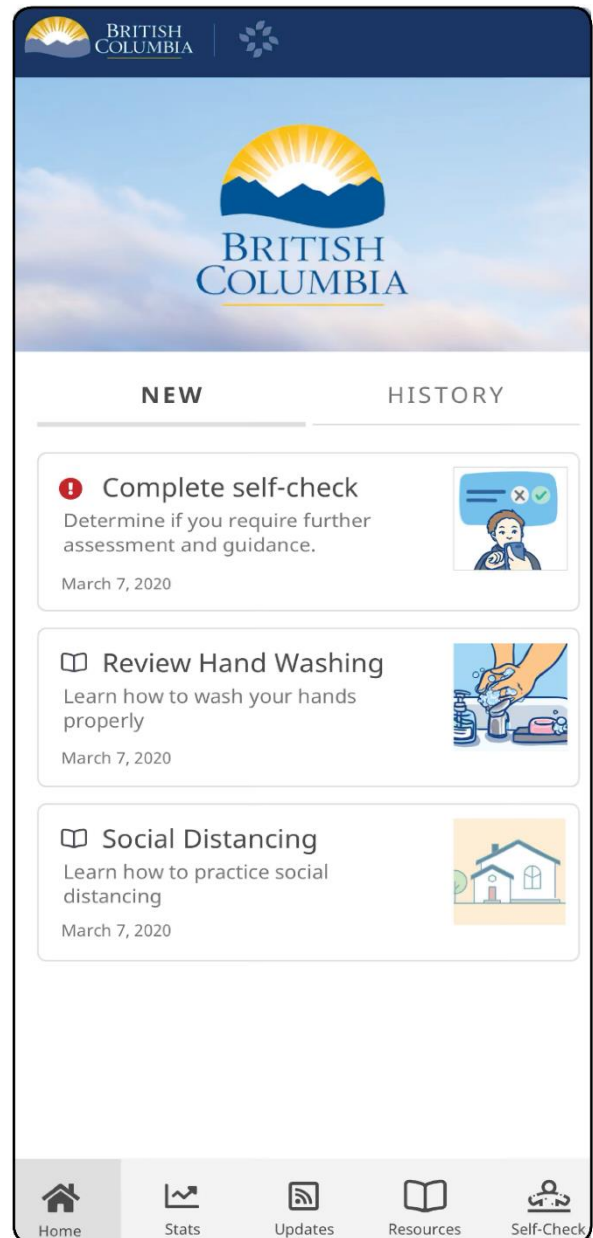 BRITISH
COLUMBIA
BRITISH
COLUMBIA
NEW
HISTORY
Complete self-check
Determine if you require further
assessment and guidance.
March 7, 2020
Review Hand Washing
Learn how to wash your hands
properly
March 7, 2020
Social Distancing
Learn how to practice social
distancing
March 7, 2020
Home
Stats
Updates
Resources
Self-Check